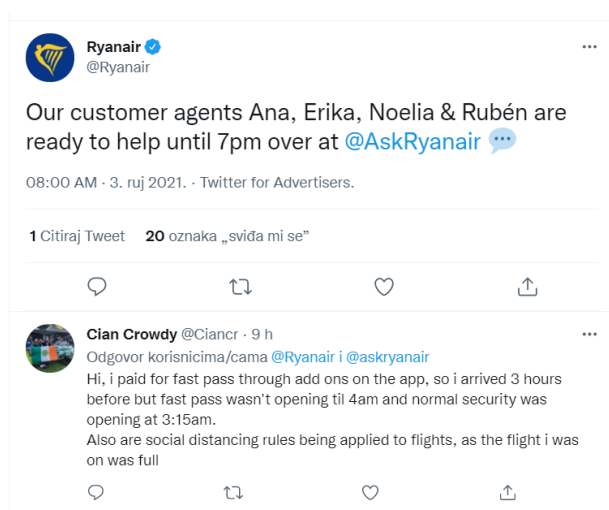 Ryanair
@Ryanair
Our customer agents Ana, Erika, Noelia & Rubén are
ready to help until 7pm over at @AskRyanair 💬
08:00 AM · 3. ruj 2021. · Twitter for Advertisers.
1 Citiraj Tweet 20 oznaka „sviđa mi se”
Cian Crowdy @Ciancr · 9 h
Odgovor korisnicima/cama @Ryanair i @askryanair
Hi, i paid for fast pass through add ons on the app, so i arrived 3 hours
before but fast pass wasn't opening til 4am and normal security was
opening at 3:15am.
Also are social distancing rules being applied to flights, as the flight i was
on was full